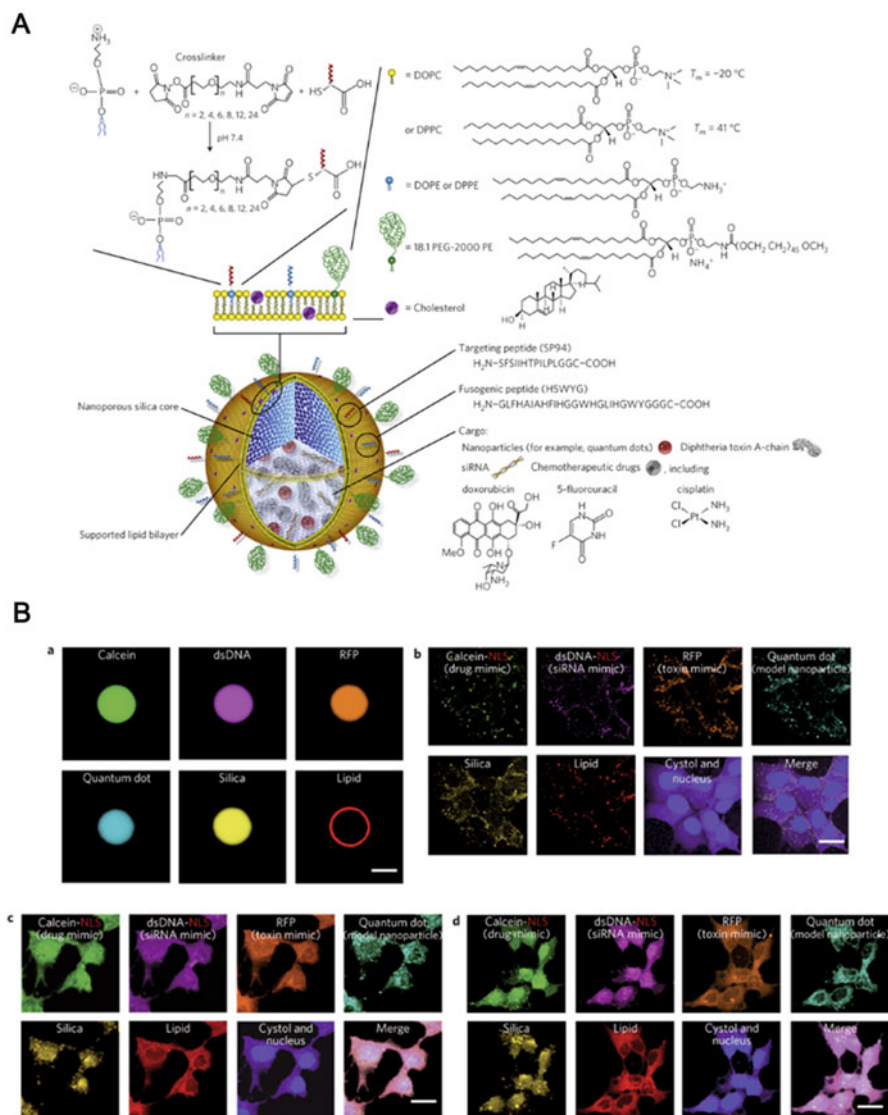 A
Crosslinker
n = 2, 4, 6, 8, 12, 24
pH 7.4
n = 2, 4, 6, 8, 12, 24
= DOPC
Tm = −20 °C
or DPPC
Tm = 41 °C
= DOPE or DPPE
= 18.1 PEG-2000 PE
= Cholesterol
Nanoporous silica core
Supported lipid bilayer
Targeting peptide (SP94)
H2N−SFSIIHTPILPLGGC−COOH
Fusogenic peptide (H5WYG)
H2N−GLFHAIAHFIHGGWHGLIHGWYGGGC−COOH
Cargo:
Nanoparticles (for example, quantum dots) Diphtheria toxin A-chain
siRNA Chemotherapeutic drugs , including
doxorubicin 5-fluorouracil cisplatin
B
a
Calcein dsDNA RFP
Quantum dot Silica Lipid
b
Calcein-NLS (drug mimic)
dsDNA-NLS (siRNA mimic)
RFP (toxin mimic)
Quantum dot (model nanoparticle)
Silica Lipid Cystol and nucleus Merge
c
Calcein-NLS (drug mimic)
dsDNA-NLS (siRNA mimic)
RFP (toxin mimic)
Quantum dot (model nanoparticle)
Silica Lipid Cystol and nucleus Merge
d
Calcein-NLS (drug mimic)
dsDNA-NLS (siRNA mimic)
RFP (toxin mimic)
Quantum dot (model nanoparticle)
Silica Lipid Cystol and nucleus Merge